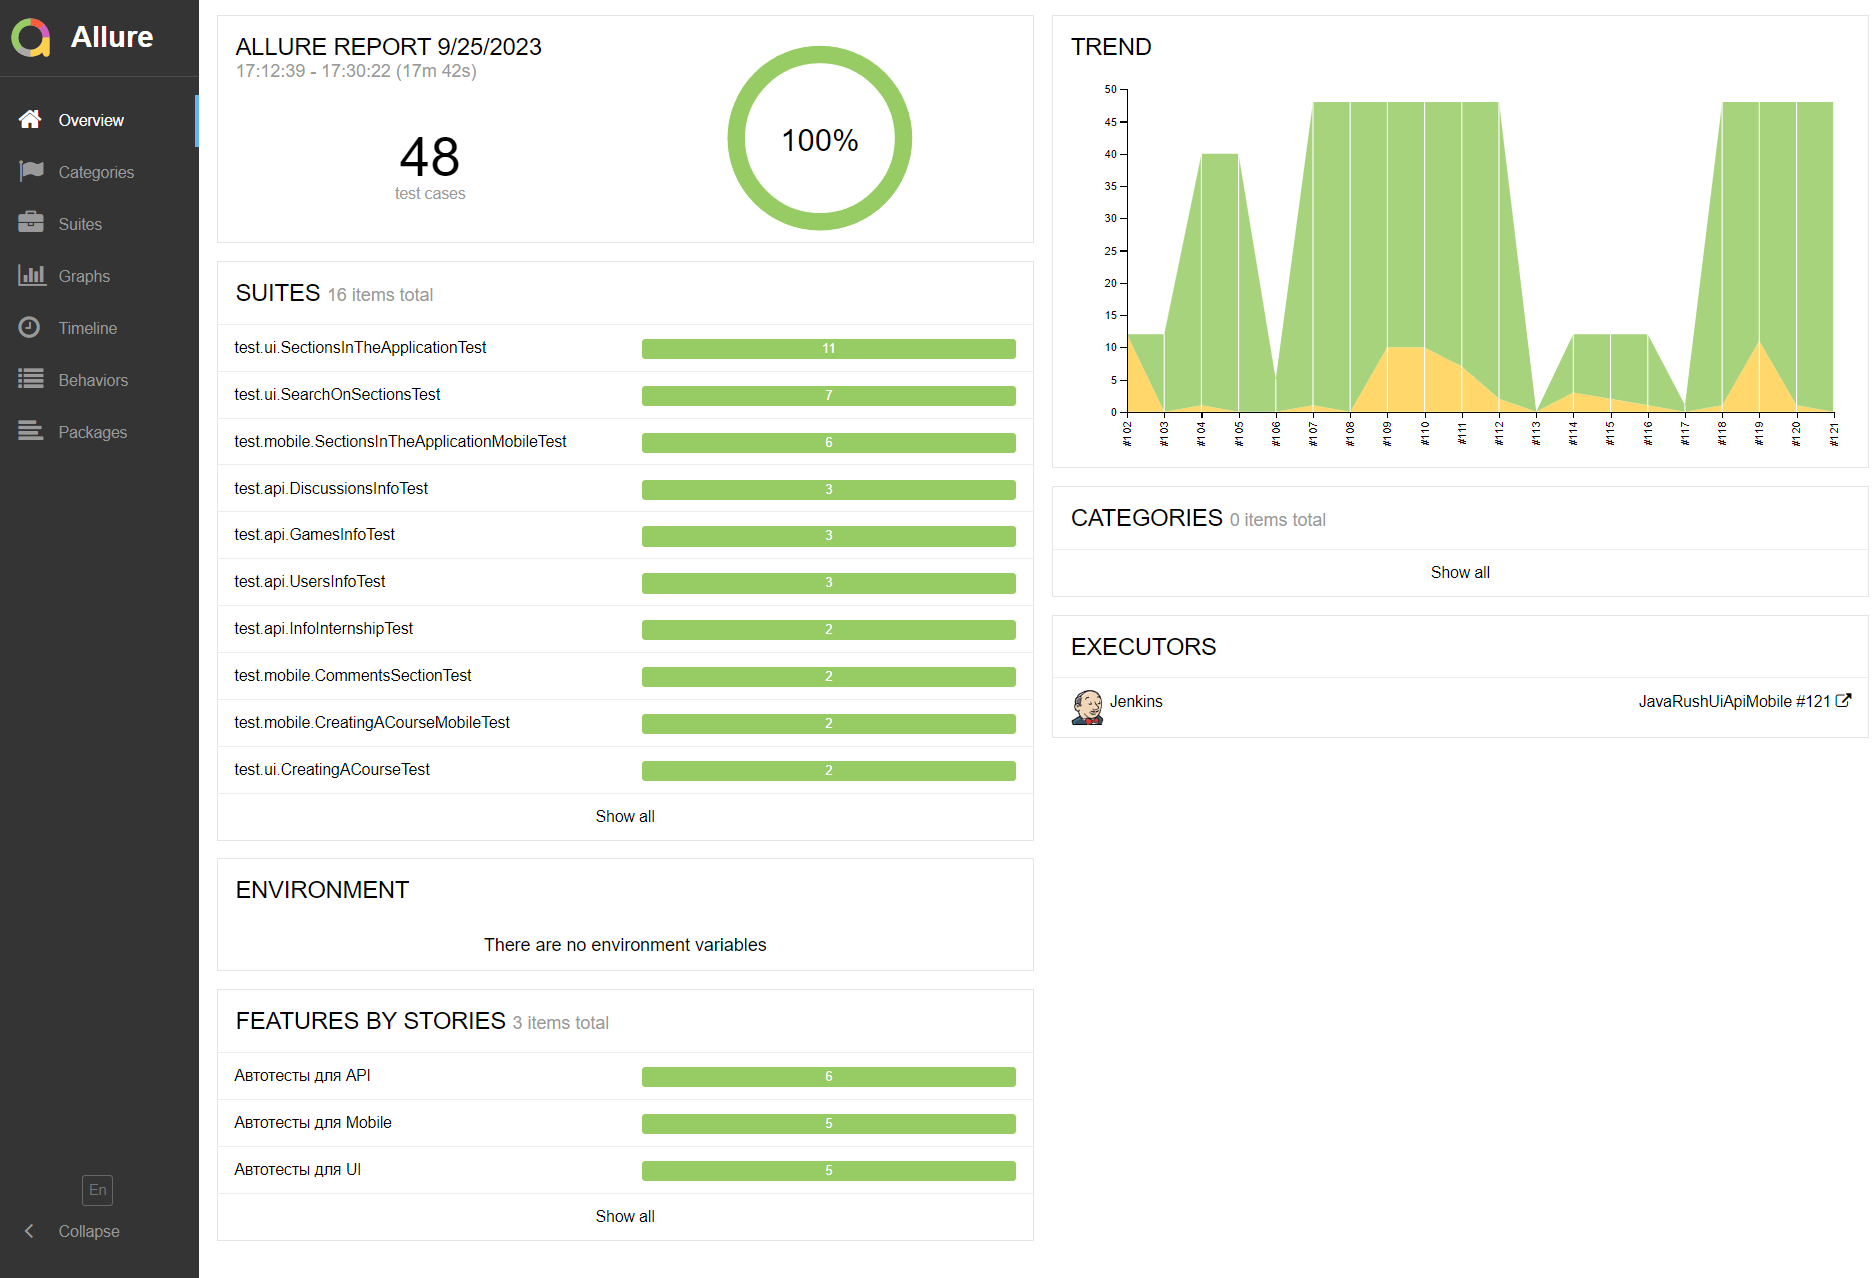 Allure
Overview
Categories
Suites
Graphs
Timeline
Behaviors
Packages
En
Collapse
ALLURE REPORT 9/25/2023
17:12:39 - 17:30:22 (17m 42s)
48
test cases
100%
SUITES 16 items total
test.ui.SectionsInTheApplicationTest 11
test.ui.SearchOnSectionsTest 7
test.mobile.SectionsInTheApplicationMobileTest 6
test.api.DiscussionsInfoTest 3
test.api.GamesInfoTest 3
test.api.UsersInfoTest 3
test.api.InfoInternshipTest 2
test.mobile.CommentsSectionTest 2
test.mobile.CreatingACourseMobileTest 2
test.ui.CreatingACourseTest 2
Show all
ENVIRONMENT
There are no environment variables
FEATURES BY STORIES 3 items total
Автотесты для API 6
Автотесты для Mobile 5
Автотесты для UI 5
Show all
TREND
50
45
40
35
30
25
20
15
10
5
0
#102 #103 #104 #105 #106 #107 #108 #109 #110 #111 #112 #113 #114 #115 #116 #117 #118 #119 #120 #121
CATEGORIES 0 items total
Show all
EXECUTORS
Jenkins JavaRushUiApiMobile #121